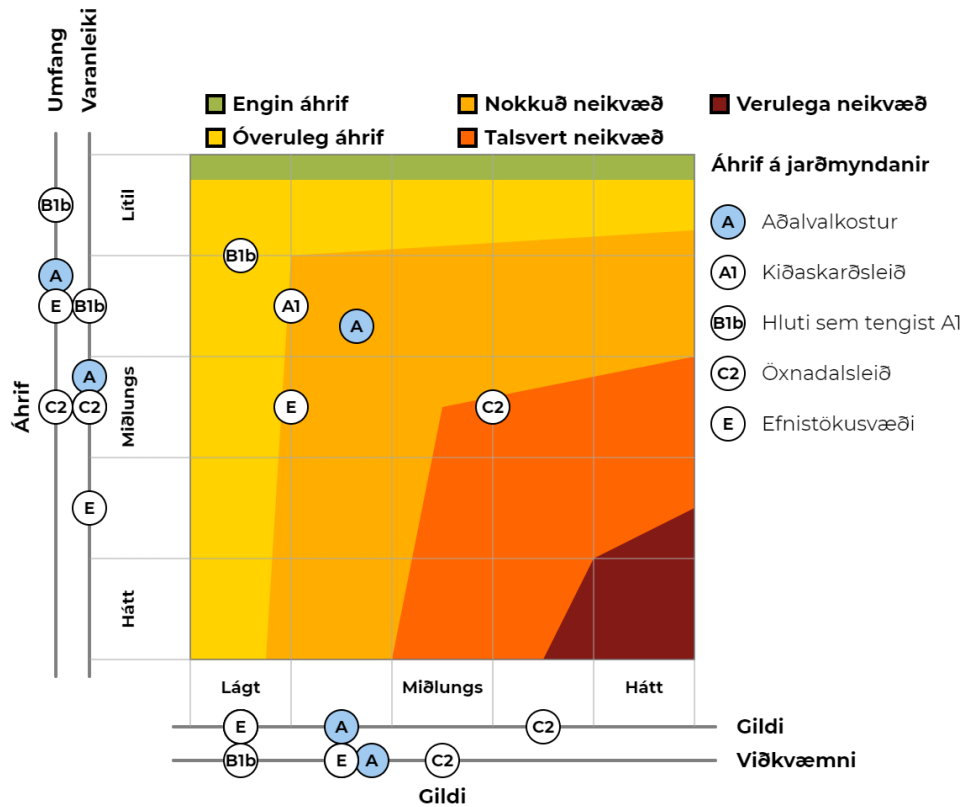 Umfang
Varanleiki
Engin áhrif
Nokkuð neikvæð
Verulega neikvæð
Óveruleg áhrif
Talsvert neikvæð
Áhrif á jarðmyndanir
A Aðalvalkostur
A1 Kiðaskarðsleið
B1b Hluti sem tengist A1
C2 Öxnadalsleið
E Efnistökusvæði
Áhrif
Lítil
Miðlungs
Hátt
B1b
A
E B1b
A
C2 C2
E
B1b
A1
A
E
C2
Lágt Miðlungs Hátt
E A C2 Gildi
B1b E A C2 Viðkvæmni
Gildi